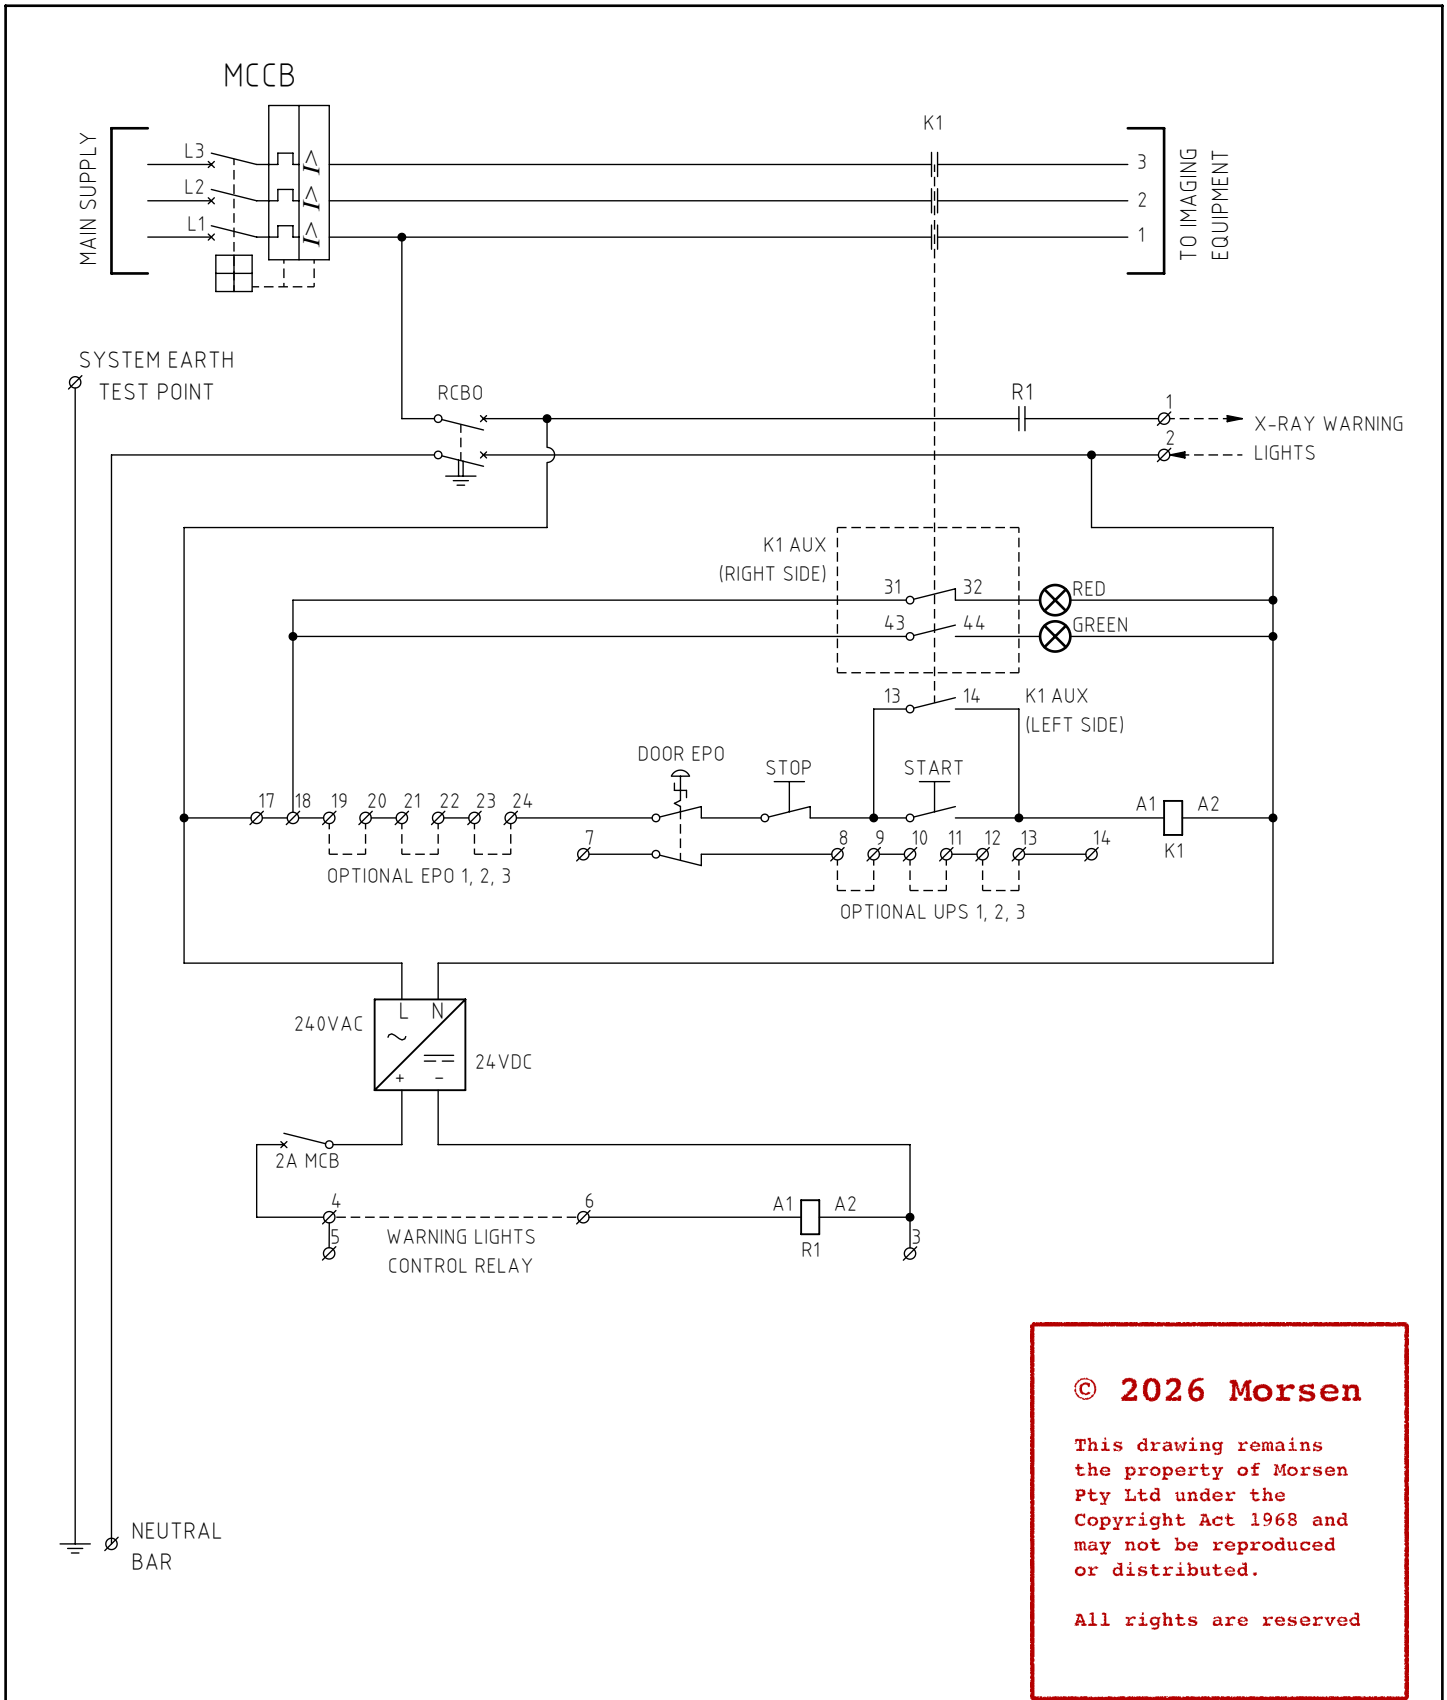 MCCB
MAIN SUPPLY
L3
L2
L1
I>
I>
I>
K1
3
2
1
TO IMAGING
EQUIPMENT
SYSTEM EARTH
TEST POINT
RCBO
R1
1
2
X-RAY WARNING
LIGHTS
K1 AUX
(RIGHT SIDE)
31 32
RED
43 44
GREEN
13 14
K1 AUX
(LEFT SIDE)
DOOR EPO
STOP
START
17 18 19 20 21 22 23 24
A1 A2
K1
7 8 9 10 11 12 13 14
OPTIONAL EPO 1, 2, 3
OPTIONAL UPS 1, 2, 3
240VAC
L N
+ -
24VDC
2A MCB
4
5
WARNING LIGHTS
CONTROL RELAY
6
A1 A2
R1
3
NEUTRAL
BAR
© 2026 Morsen
This drawing remains
the property of Morsen
Pty Ltd under the
Copyright Act 1968 and
may not be reproduced
or distributed.
All rights are reserved